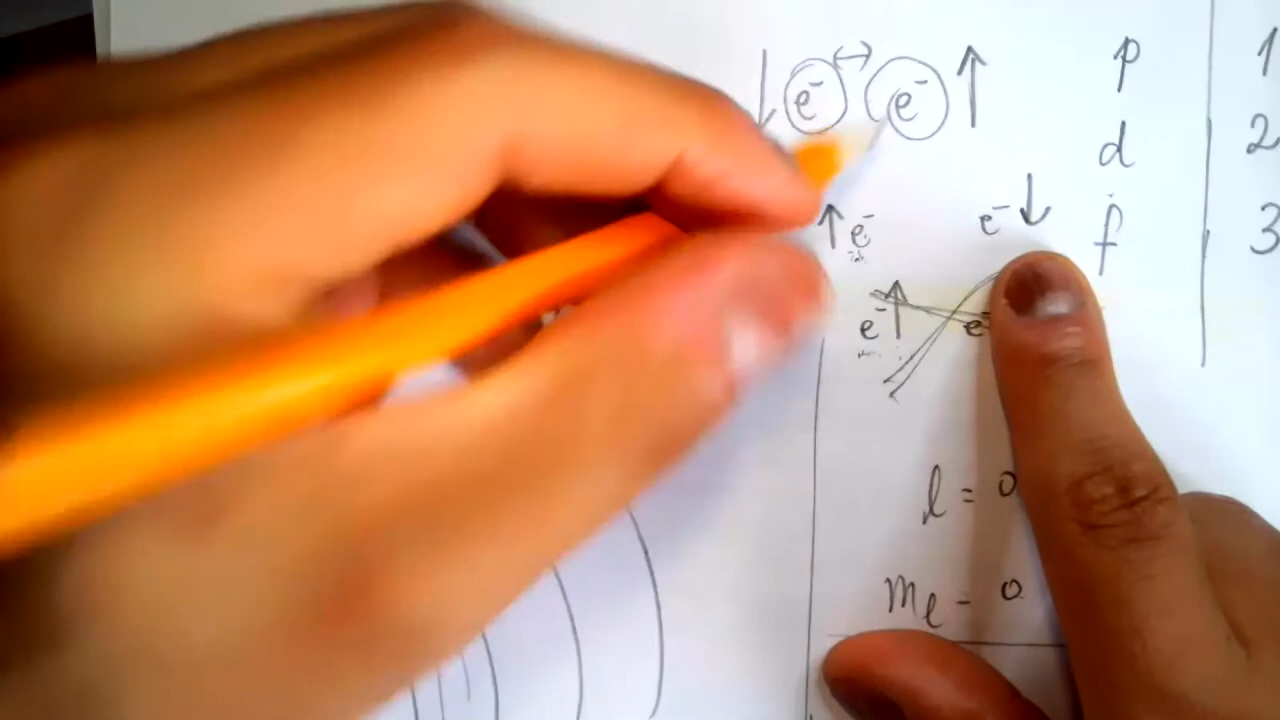 ↓ e⁻ ↔ e⁻ ↑ p 1
d 2
↑ e⁻ e⁻ ↓ f 3
e⁻ ↑ e⁻
l = 0
mₗ - 0